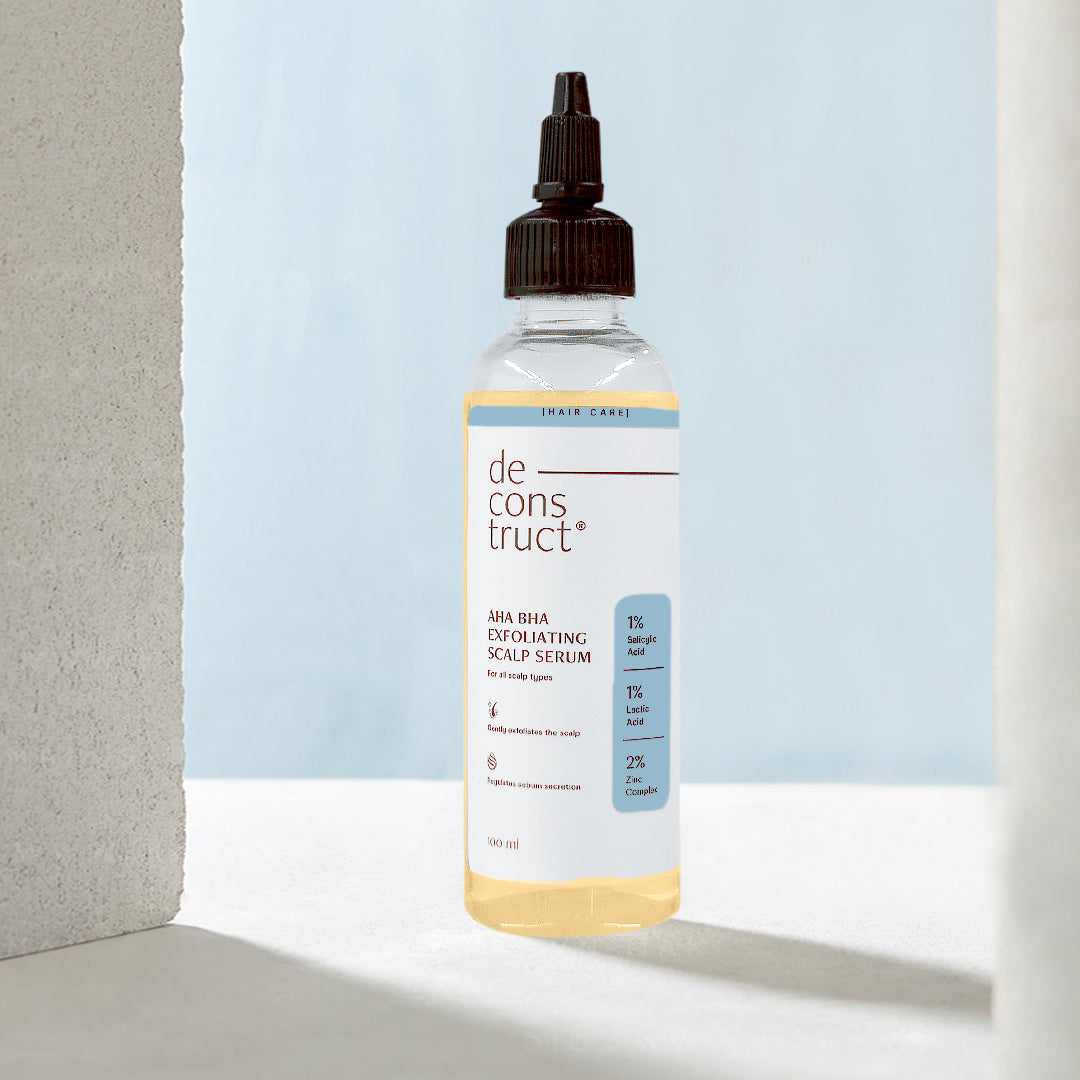 [HAIR CARE]
de
cons
truct®
AHA BHA
EXFOLIATING
SCALP SERUM
For all scalp types
Gently exfoliates the scalp
Regulates sebum secretion
100 ml
1%
Salicylic
Acid
1%
Lactic
Acid
2%
Zinc
Complex